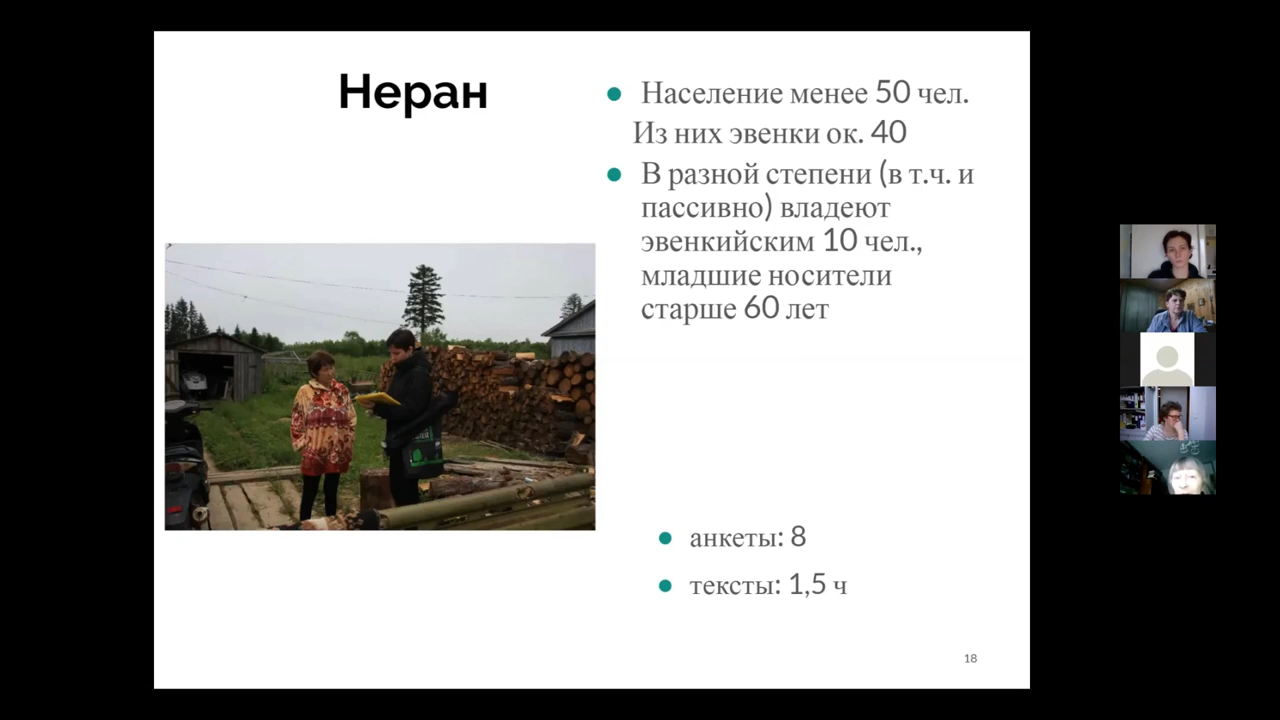 Неран
Население менее 50 чел.
Из них эвенки ок. 40
В разной степени (в т.ч. и
пассивно) владеют
эвенкийским 10 чел.,
младшие носители
старше 60 лет
анкеты: 8
тексты: 1,5 ч
18